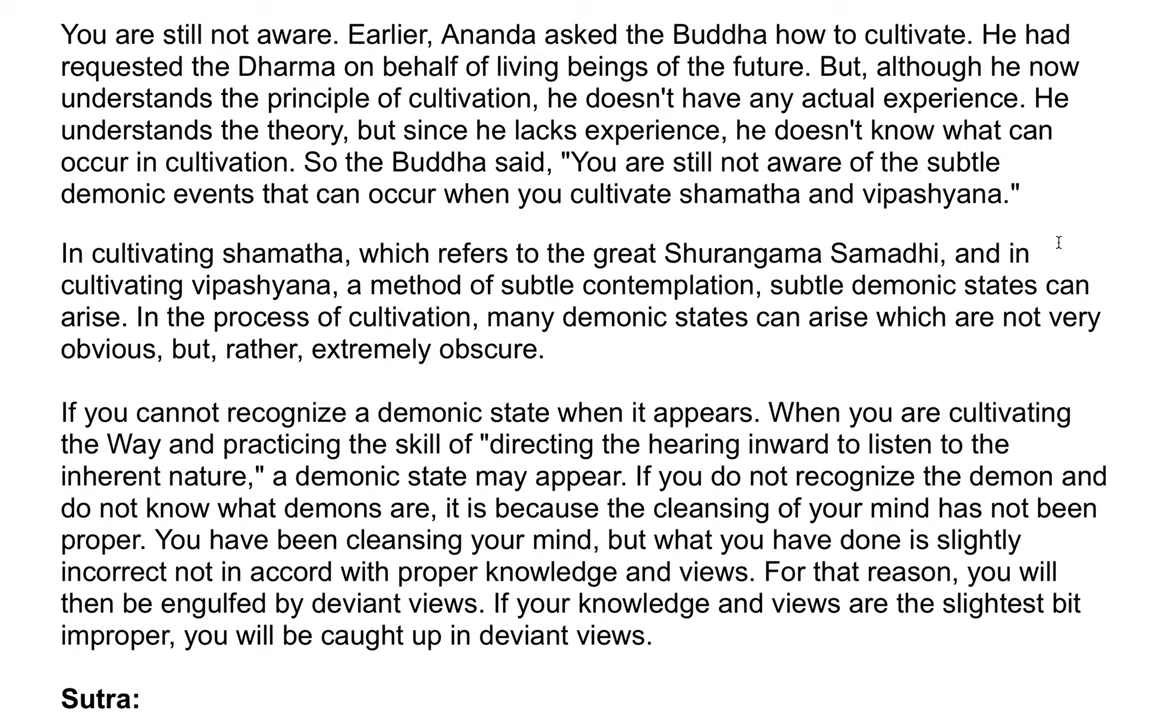 You are still not aware. Earlier, Ananda asked the Buddha how to cultivate. He had
requested the Dharma on behalf of living beings of the future. But, although he now
understands the principle of cultivation, he doesn't have any actual experience. He
understands the theory, but since he lacks experience, he doesn't know what can
occur in cultivation. So the Buddha said, "You are still not aware of the subtle
demonic events that can occur when you cultivate shamatha and vipashyana."
In cultivating shamatha, which refers to the great Shurangama Samadhi, and in
cultivating vipashyana, a method of subtle contemplation, subtle demonic states can
arise. In the process of cultivation, many demonic states can arise which are not very
obvious, but, rather, extremely obscure.
If you cannot recognize a demonic state when it appears. When you are cultivating
the Way and practicing the skill of "directing the hearing inward to listen to the
inherent nature," a demonic state may appear. If you do not recognize the demon and
do not know what demons are, it is because the cleansing of your mind has not been
proper. You have been cleansing your mind, but what you have done is slightly
incorrect not in accord with proper knowledge and views. For that reason, you will
then be engulfed by deviant views. If your knowledge and views are the slightest bit
improper, you will be caught up in deviant views.
Sutra: